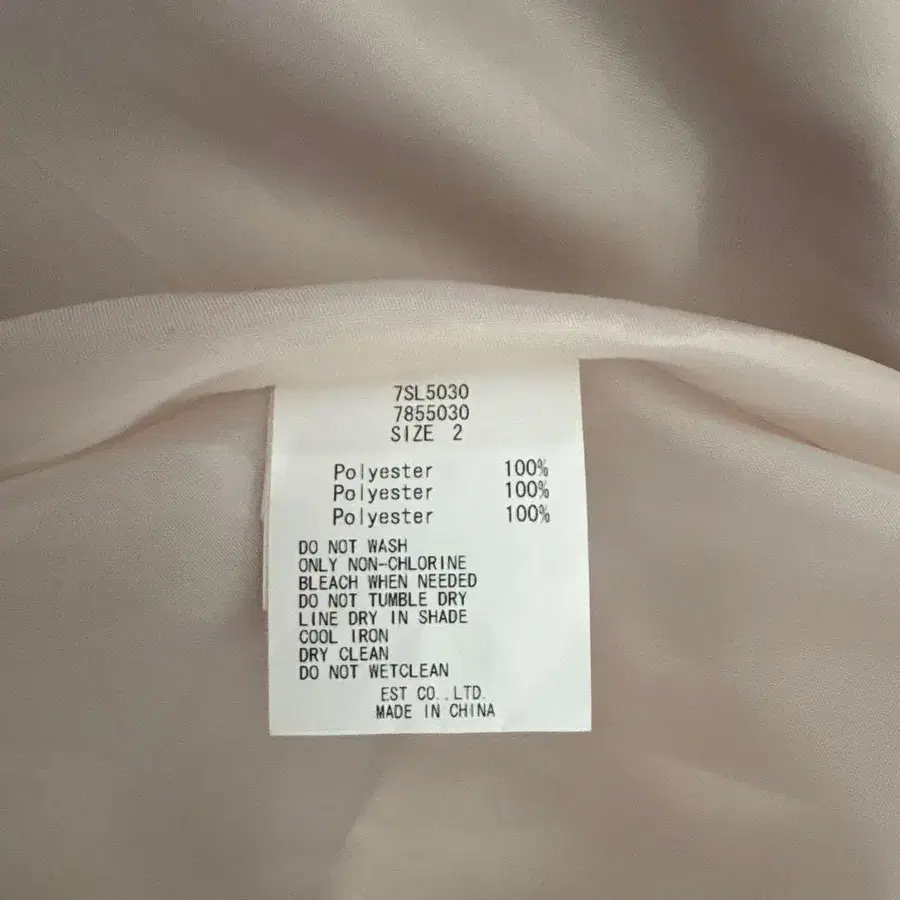 7SL5030
7855030
SIZE 2
Polyester 100%
Polyester 100%
Polyester 100%
DO NOT WASH
ONLY NON-CHLORINE
BLEACH WHEN NEEDED
DO NOT TUMBLE DRY
LINE DRY IN SHADE
COOL IRON
DRY CLEAN
DO NOT WETCLEAN
EST CO.,LTD.
MADE IN CHINA